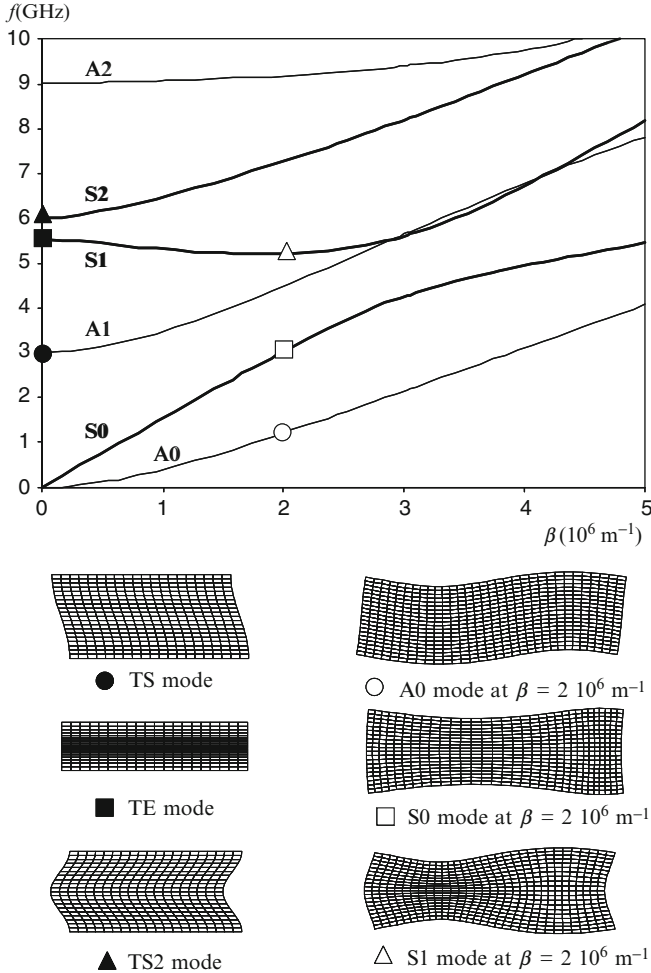 f(GHz)
10
9
8
7
6
5
4
3
2
1
0
A2
S2
S1
A1
S0
A0
0 1 2 3 4 5
β (10⁶ m⁻¹)
● TS mode
○ A0 mode at β = 2 10⁶ m⁻¹
■ TE mode
□ S0 mode at β = 2 10⁶ m⁻¹
▲ TS2 mode
△ S1 mode at β = 2 10⁶ m⁻¹